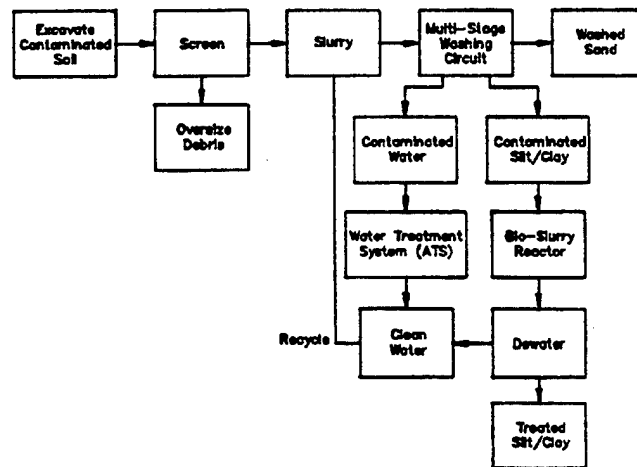 Excavate
Contaminated
Soil
Screen
Slurry
Multi-Stage
Washing
Circuit
Washed
Sand
Oversize
Debris
Contaminated
Water
Contaminated
Silt/Clay
Water Treatment
System (ATS)
Bio-Slurry
Reactor
Recycle
Clean
Water
Dewater
Treated
Silt/Clay